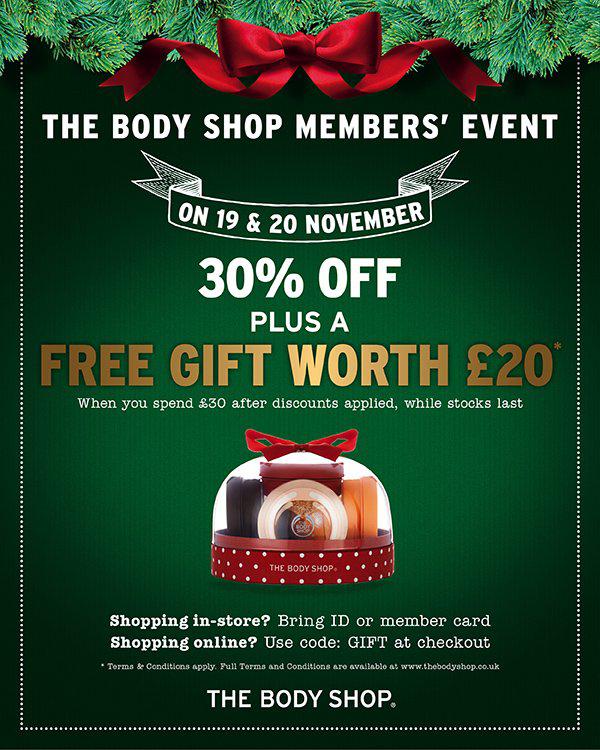 THE BODY SHOP MEMBERS' EVENT
ON 19 & 20 NOVEMBER
30% OFF
PLUS A
FREE GIFT WORTH £20*
When you spend £30 after discounts applied, while stocks last
THE BODY SHOP
THE BODY SHOP®
Shopping in-store? Bring ID or member card
Shopping online? Use code: GIFT at checkout
* Terms & Conditions apply. Full Terms and Conditions are available at www.thebodyshop.co.uk
THE BODY SHOP®